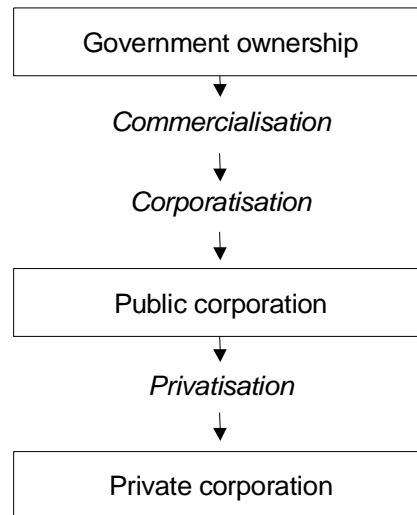 Government ownership
Commercialisation
Corporatisation
Public corporation
Privatisation
Private corporation